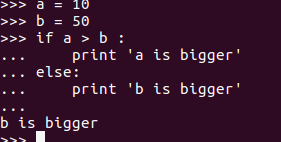 >>> a = 10
>>> b = 50
>>> if a > b :
...     print 'a is bigger'
... else:
...     print 'b is bigger'
...
b is bigger
>>>